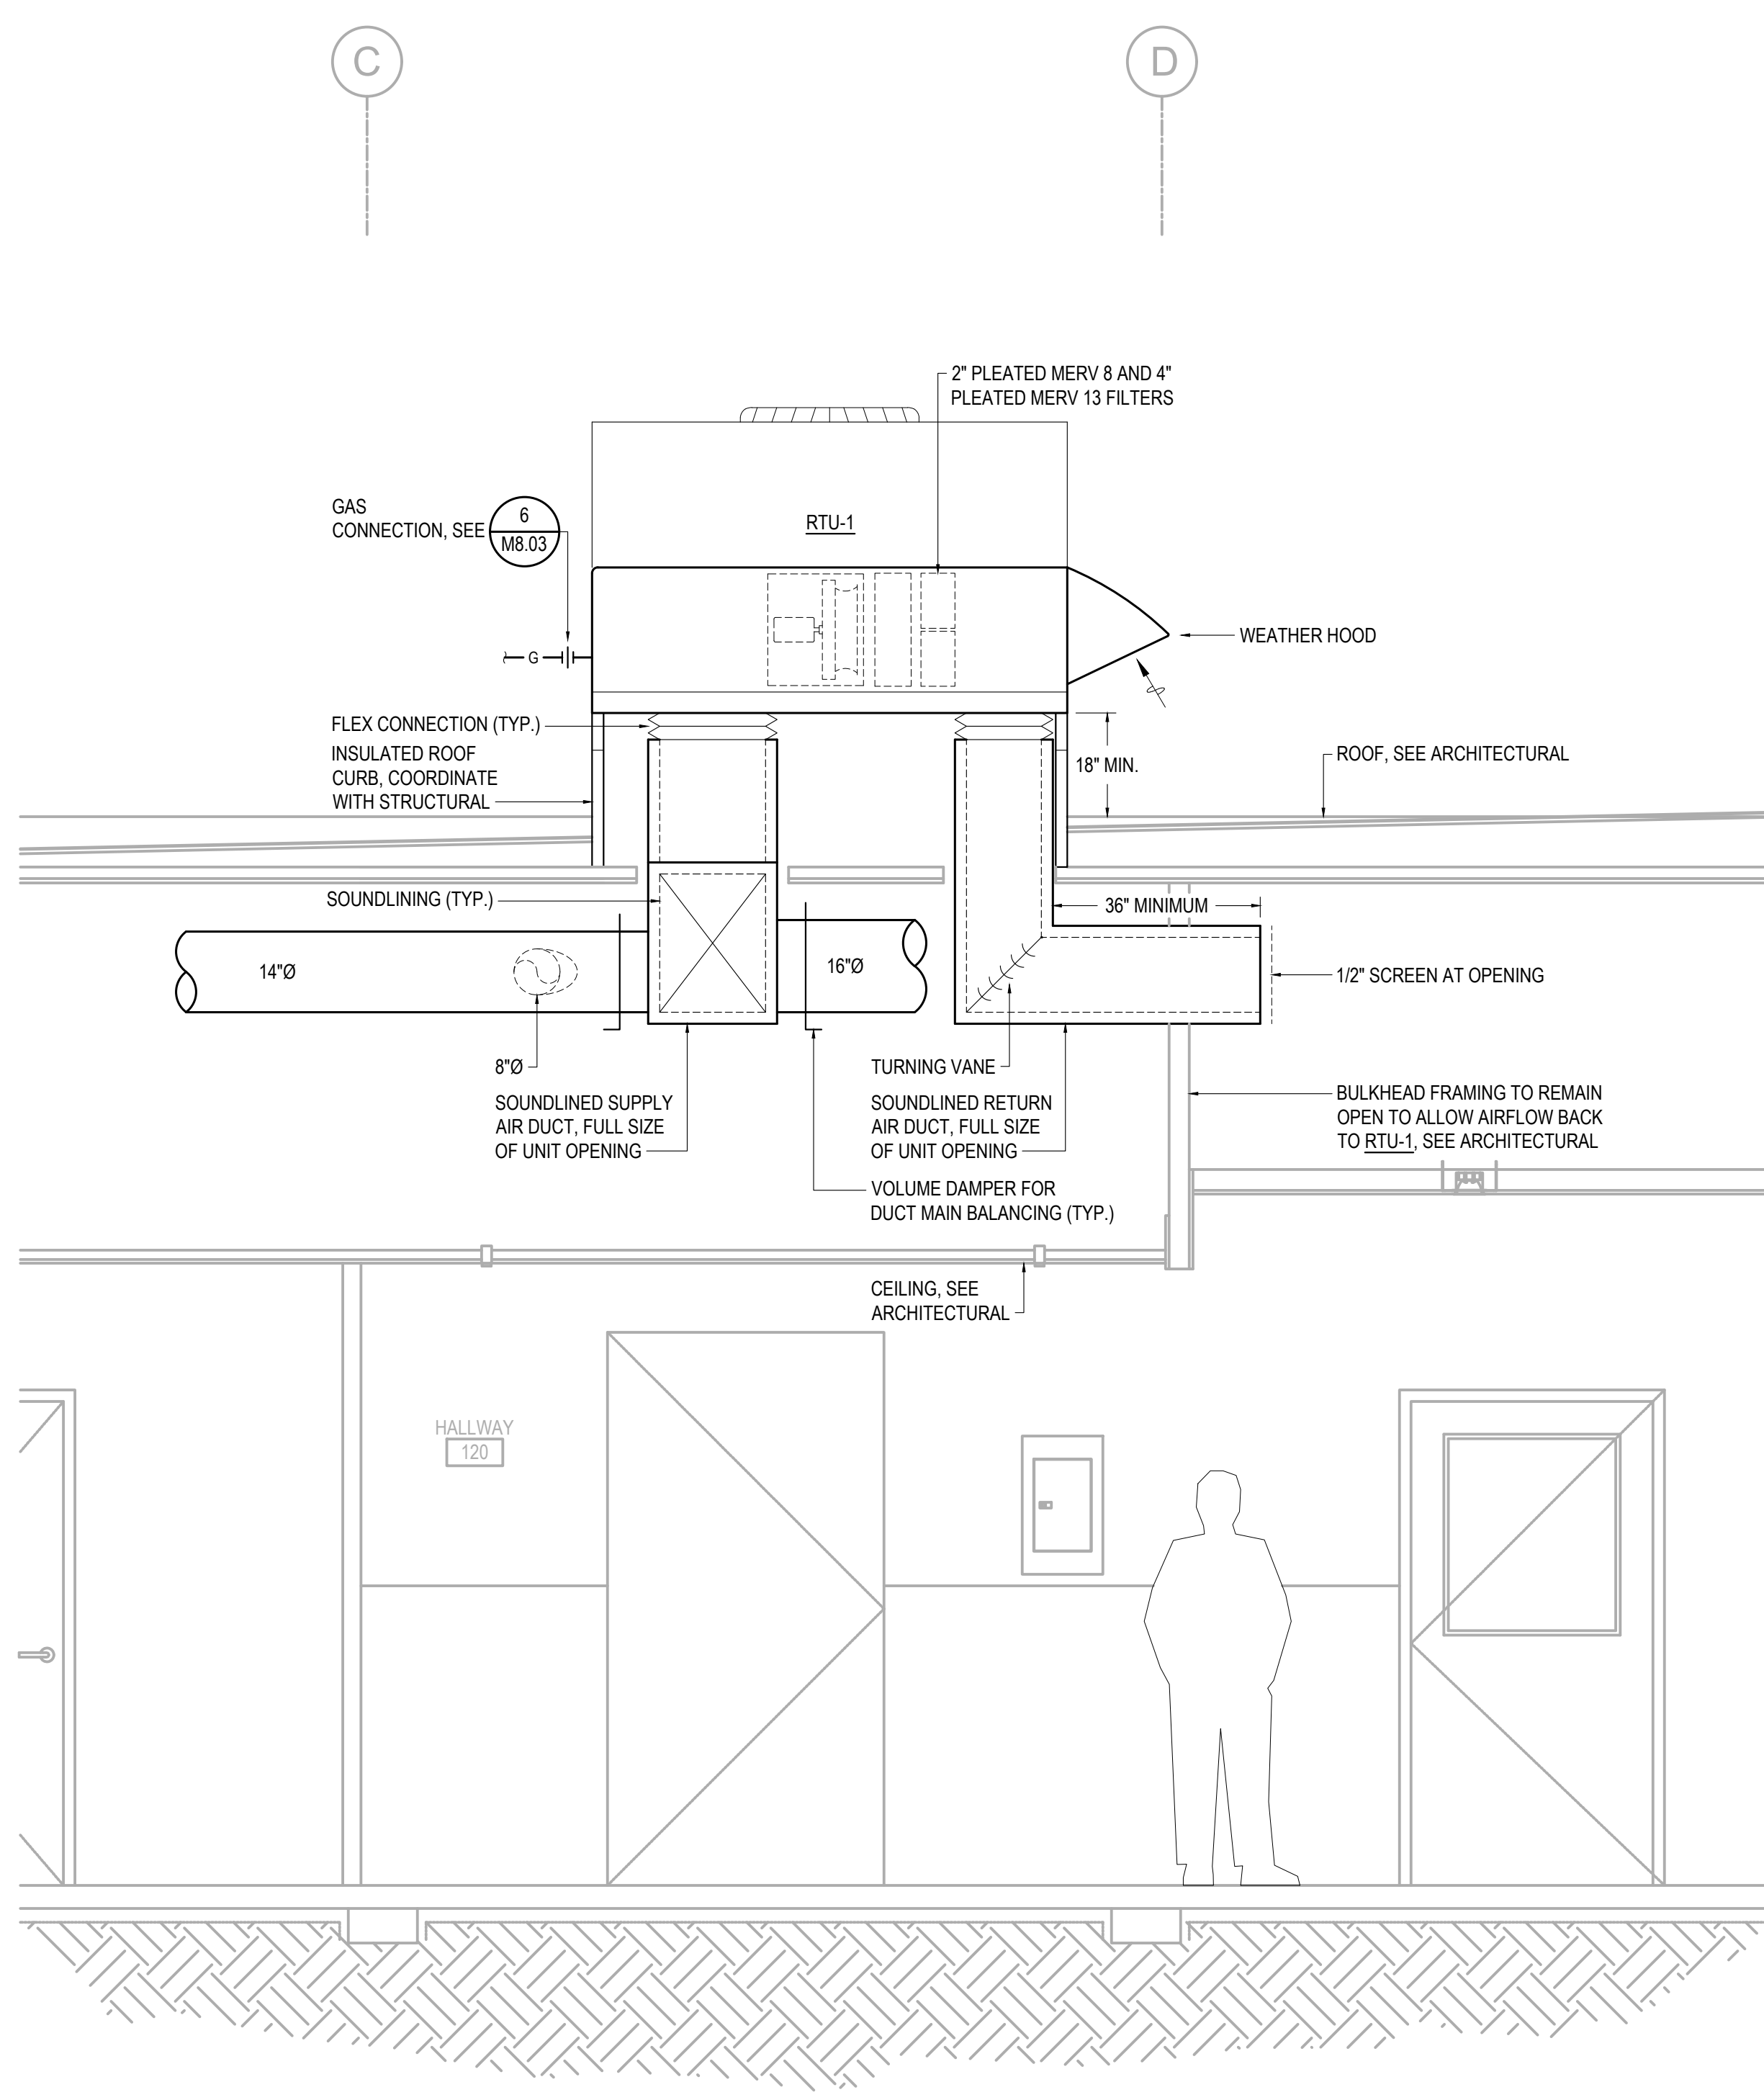 C
D
2" PLEATED MERV 8 AND 4"
PLEATED MERV 13 FILTERS
GAS
CONNECTION, SEE
6
M8.03
RTU-1
WEATHER HOOD
G
FLEX CONNECTION (TYP.)
INSULATED ROOF
CURB, COORDINATE
WITH STRUCTURAL
18" MIN.
ROOF, SEE ARCHITECTURAL
SOUNDLINING (TYP.)
36" MINIMUM
14"Ø
16"Ø
1/2" SCREEN AT OPENING
8"Ø
SOUNDLINED SUPPLY
AIR DUCT, FULL SIZE
OF UNIT OPENING
TURNING VANE
SOUNDLINED RETURN
AIR DUCT, FULL SIZE
OF UNIT OPENING
BULKHEAD FRAMING TO REMAIN
OPEN TO ALLOW AIRFLOW BACK
TO RTU-1, SEE ARCHITECTURAL
VOLUME DAMPER FOR
DUCT MAIN BALANCING (TYP.)
CEILING, SEE
ARCHITECTURAL
HALLWAY
120